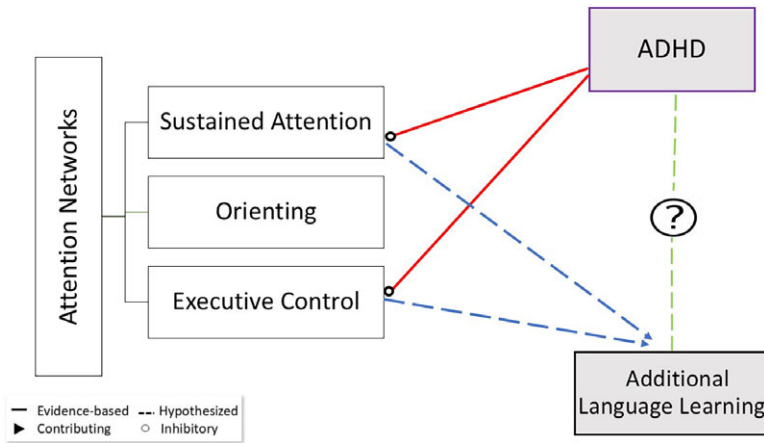 ADHD
Attention Networks
Sustained Attention
Orienting
Executive Control
?
Additional
Language Learning
Evidence-based
Hypothesized
Contributing
Inhibitory